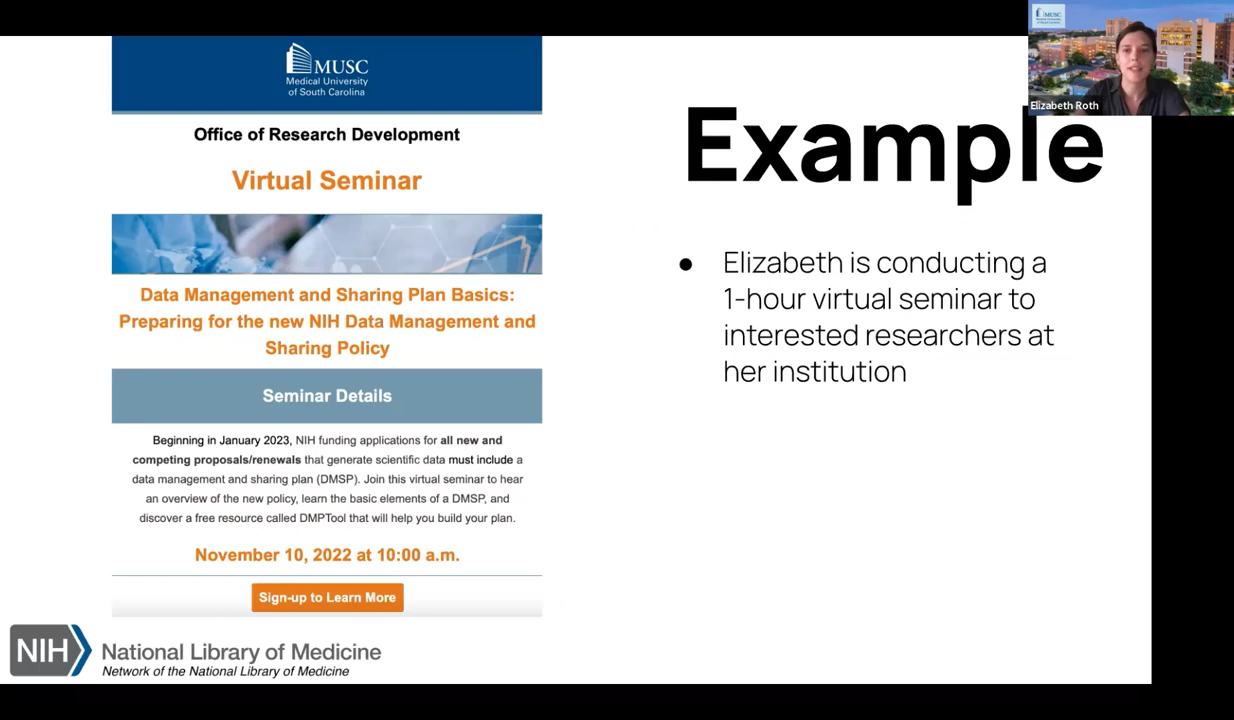 MUSC
Medical University
of South Carolina
Office of Research Development
Virtual Seminar
Data Management and Sharing Plan Basics:
Preparing for the new NIH Data Management and
Sharing Policy
Seminar Details
Beginning in January 2023, NIH funding applications for all new and
competing proposals/renewals that generate scientific data must include a
data management and sharing plan (DMSP). Join this virtual seminar to hear
an overview of the new policy, learn the basic elements of a DMSP, and
discover a free resource called DMPTool that will help you build your plan.
November 10, 2022 at 10:00 a.m.
Sign-up to Learn More
NIH National Library of Medicine
Network of the National Library of Medicine
Example
● Elizabeth is conducting a
1-hour virtual seminar to
interested researchers at
her institution
MUSC
Elizabeth Roth